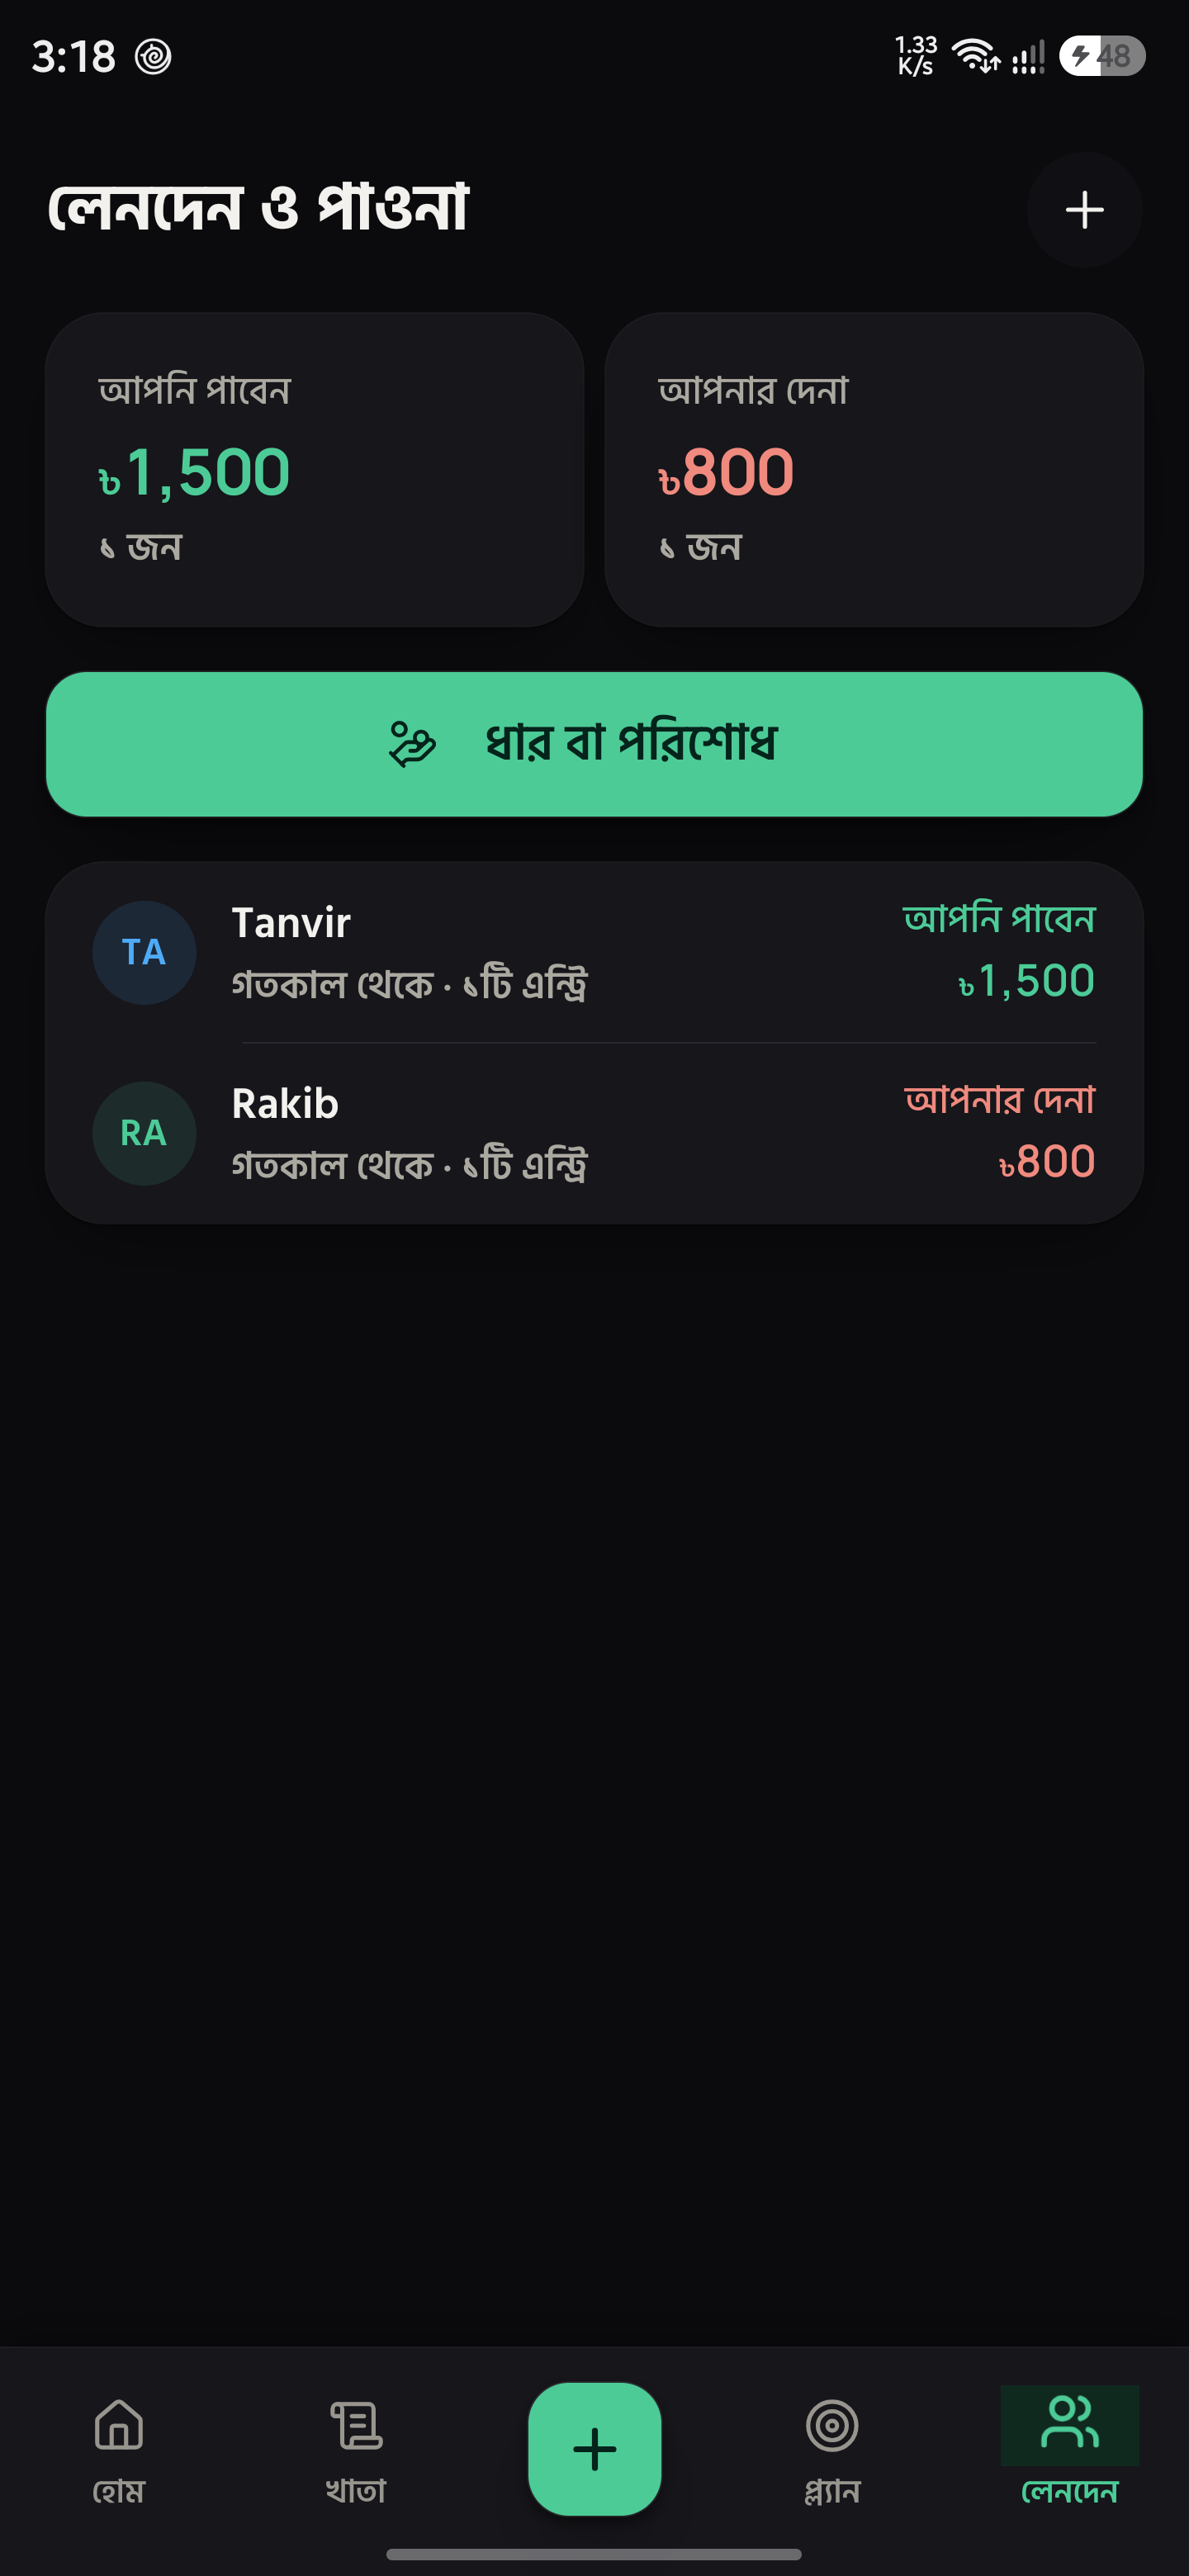 3:18
1.33
K/s
48
লেনদেন ও পাওনা
আপনি পাবেন
৳1,500
১ জন
আপনার দেনা
৳800
১ জন
ধার বা পরিশোধ
TA
Tanvir
গতকাল থেকে · ১টি এন্ট্রি
আপনি পাবেন
৳1,500
RA
Rakib
গতকাল থেকে · ১টি এন্ট্রি
আপনার দেনা
৳800
হোম
খাতা
প্ল্যান
লেনদেন